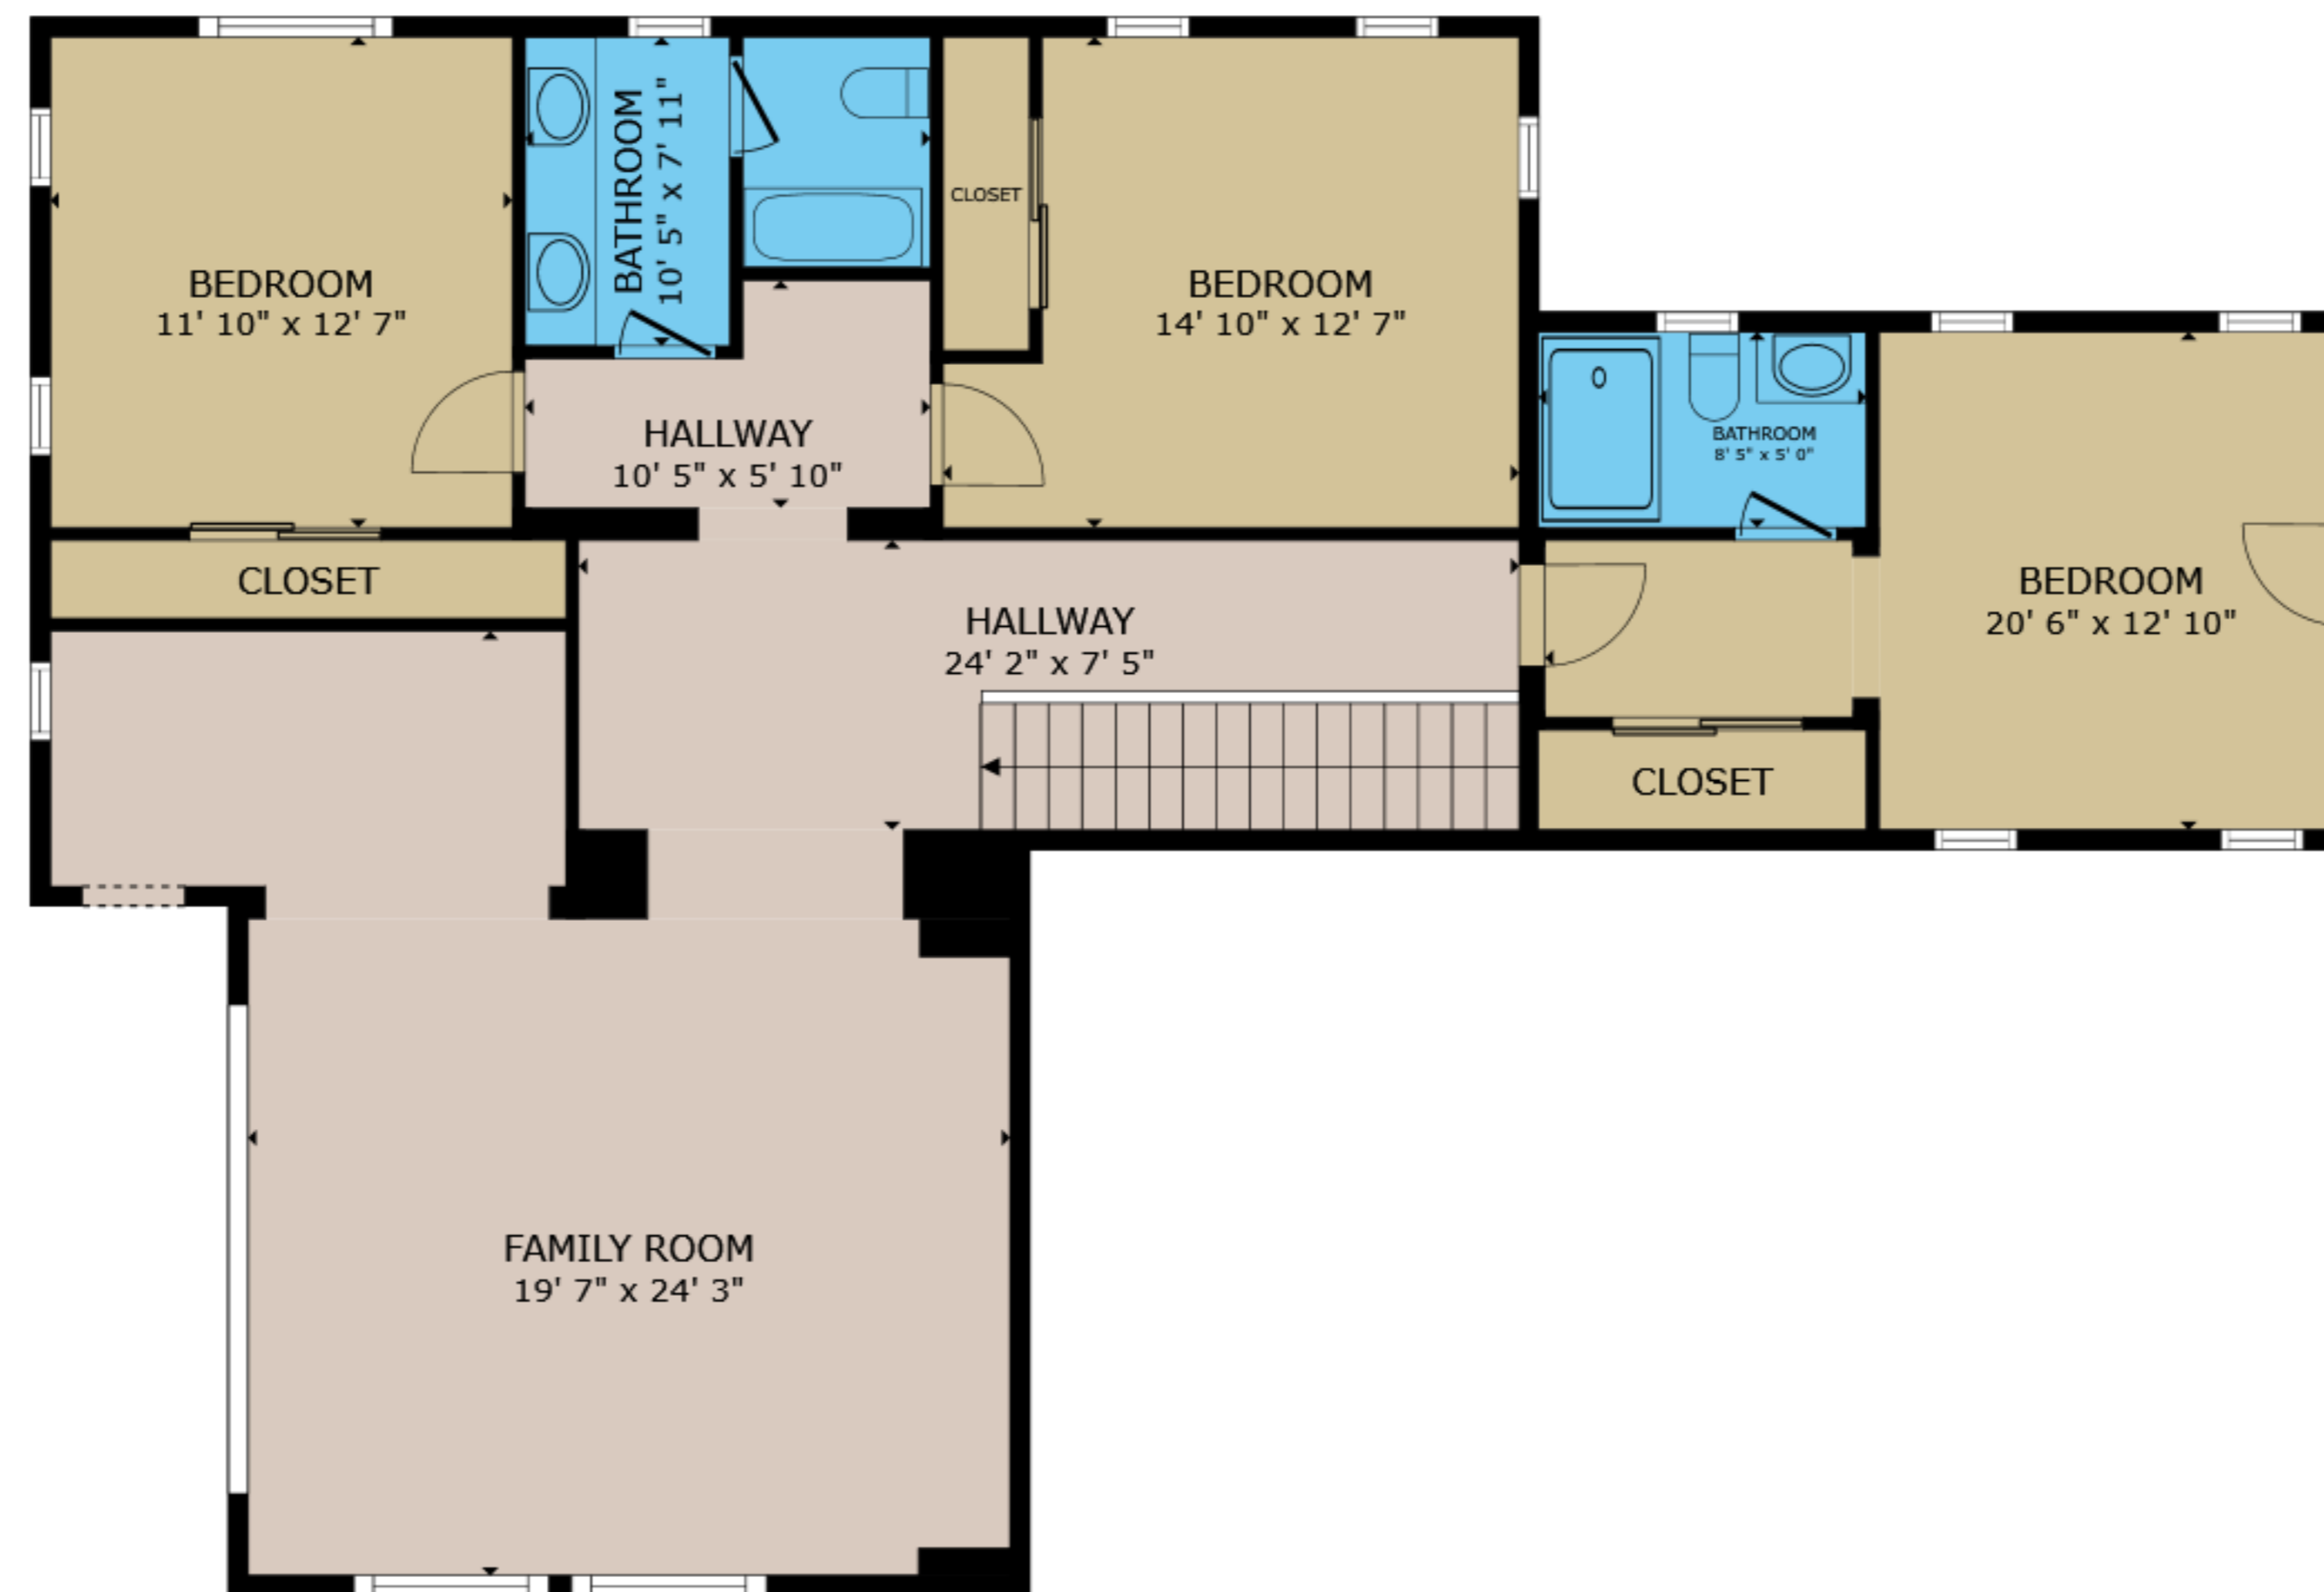 BEDROOM
11' 10" x 12' 7"
BATHROOM
10' 5" x 7' 11"
CLOSET
BEDROOM
14' 10" x 12' 7"
HALLWAY
10' 5" x 5' 10"
BATHROOM
8' 5" x 5' 0"
CLOSET
HALLWAY
24' 2" x 7' 5"
BEDROOM
20' 6" x 12' 10"
CLOSET
FAMILY ROOM
19' 7" x 24' 3"